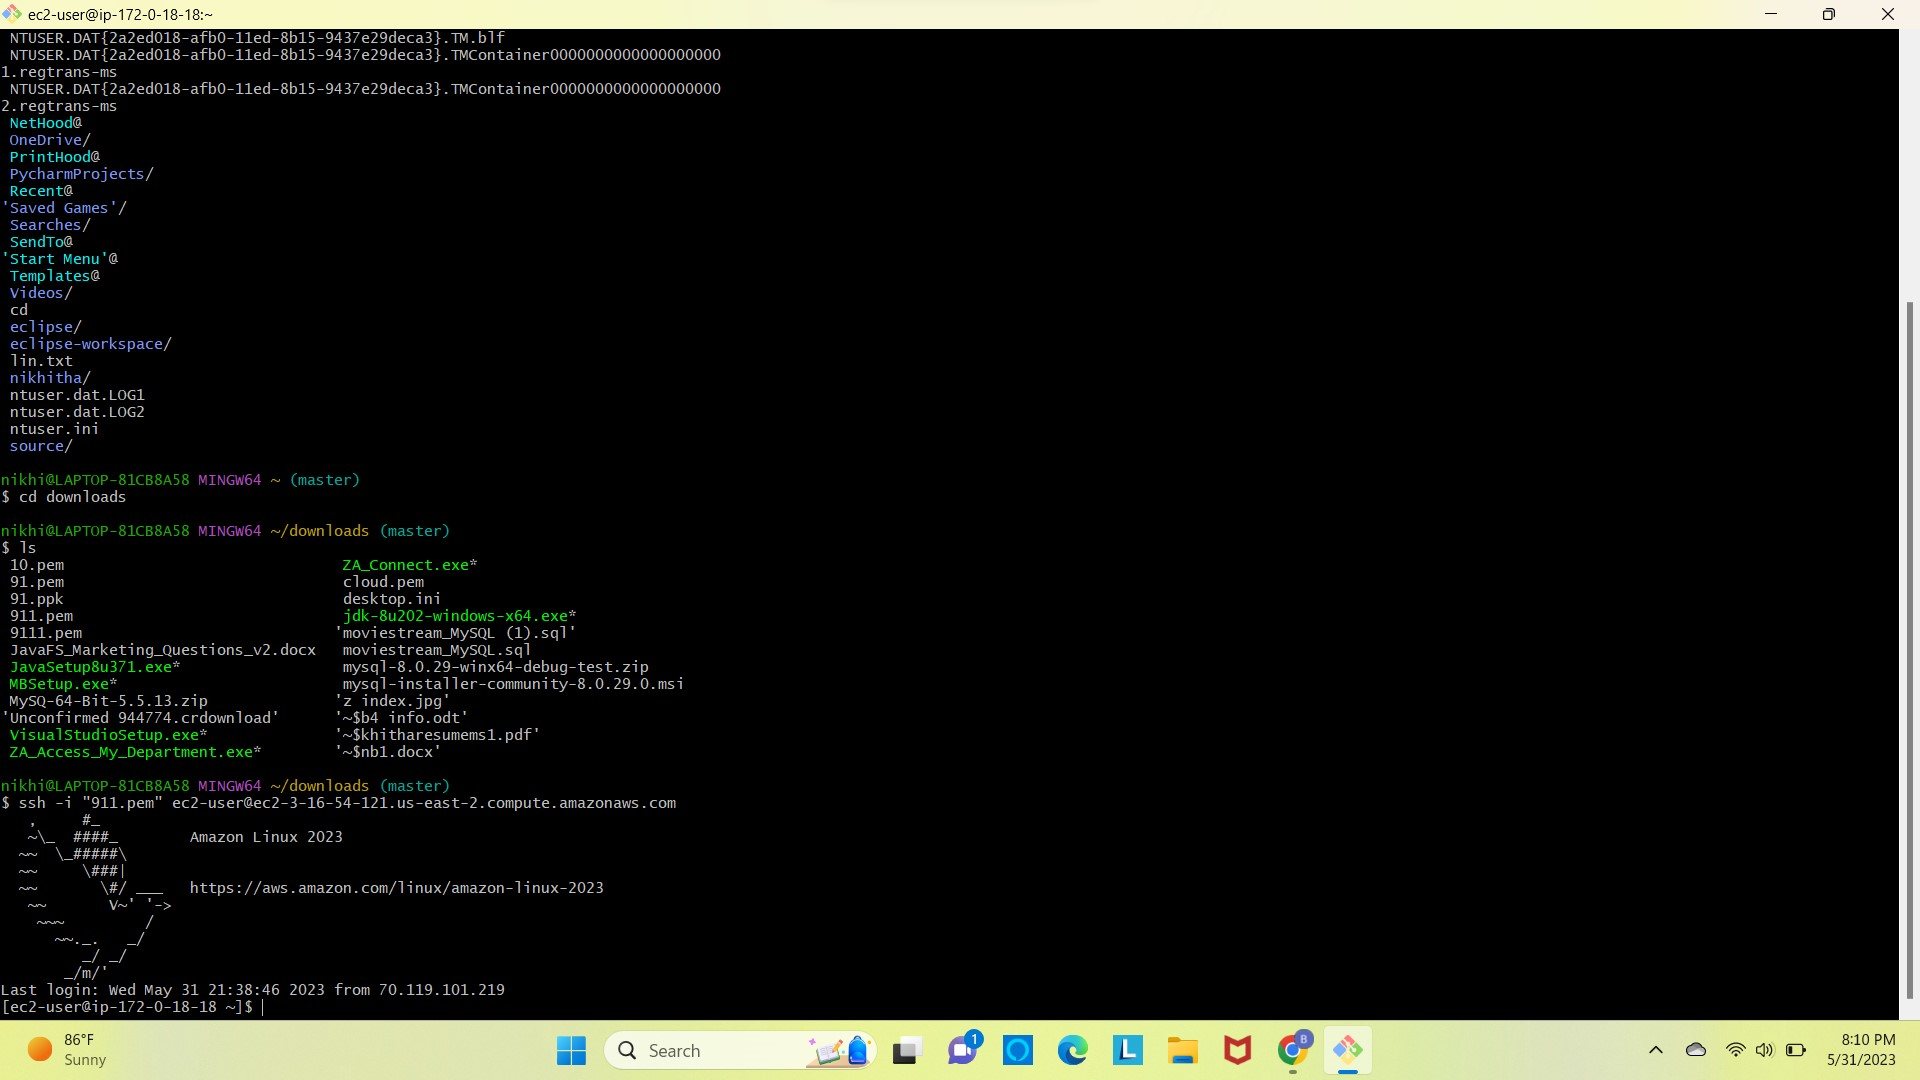 ec2-user@ip-172-0-18-18:~
NTUSER.DAT{2a2ed018-afb0-11ed-8b15-9437e29deca3}.TM.blf
NTUSER.DAT{2a2ed018-afb0-11ed-8b15-9437e29deca3}.TMContainer0000000000000000000
1.regtrans-ms
NTUSER.DAT{2a2ed018-afb0-11ed-8b15-9437e29deca3}.TMContainer0000000000000000000
2.regtrans-ms
NetHood@
OneDrive/
PrintHood@
PycharmProjects/
Recent@
'Saved Games'/
Searches/
SendTo@
'Start Menu'@
Templates@
Videos/
cd
eclipse/
eclipse-workspace/
lin.txt
nikhitha/
ntuser.dat.LOG1
ntuser.dat.LOG2
ntuser.ini
source/
nikhi@LAPTOP-81CB8A58 MINGW64 ~ (master)
$ cd downloads
nikhi@LAPTOP-81CB8A58 MINGW64 ~/downloads (master)
$ ls
10.pem ZA_Connect.exe*
91.pem cloud.pem
91.ppk desktop.ini
911.pem jdk-8u202-windows-x64.exe*
9111.pem 'moviestream_MySQL (1).sql'
JavaFS_Marketing_Questions_v2.docx moviestream_MySQL.sql
JavaSetup8u371.exe* mysql-8.0.29-winx64-debug-test.zip
MBSetup.exe* mysql-installer-community-8.0.29.0.msi
MySQ-64-Bit-5.5.13.zip 'z index.jpg'
'Unconfirmed 944774.crdownload' '~$b4 info.odt'
VisualStudioSetup.exe* '~$khitharesumems1.pdf'
ZA_Access_My_Department.exe* '~$nb1.docx'
nikhi@LAPTOP-81CB8A58 MINGW64 ~/downloads (master)
$ ssh -i "911.pem" ec2-user@ec2-3-16-54-121.us-east-2.compute.amazonaws.com
   ,     #_
   ~\_  ####_        Amazon Linux 2023
  ~~  \_#####\
  ~~     \###|
  ~~       \#/ ___   https://aws.amazon.com/linux/amazon-linux-2023
   ~~       V~' '->
    ~~~         /
      ~~._.   _/
         _/ _/
       _/m/'
Last login: Wed May 31 21:38:46 2023 from 70.119.101.219
[ec2-user@ip-172-0-18-18 ~]$
86°F
Sunny
Search
1
L
B
8:10 PM
5/31/2023